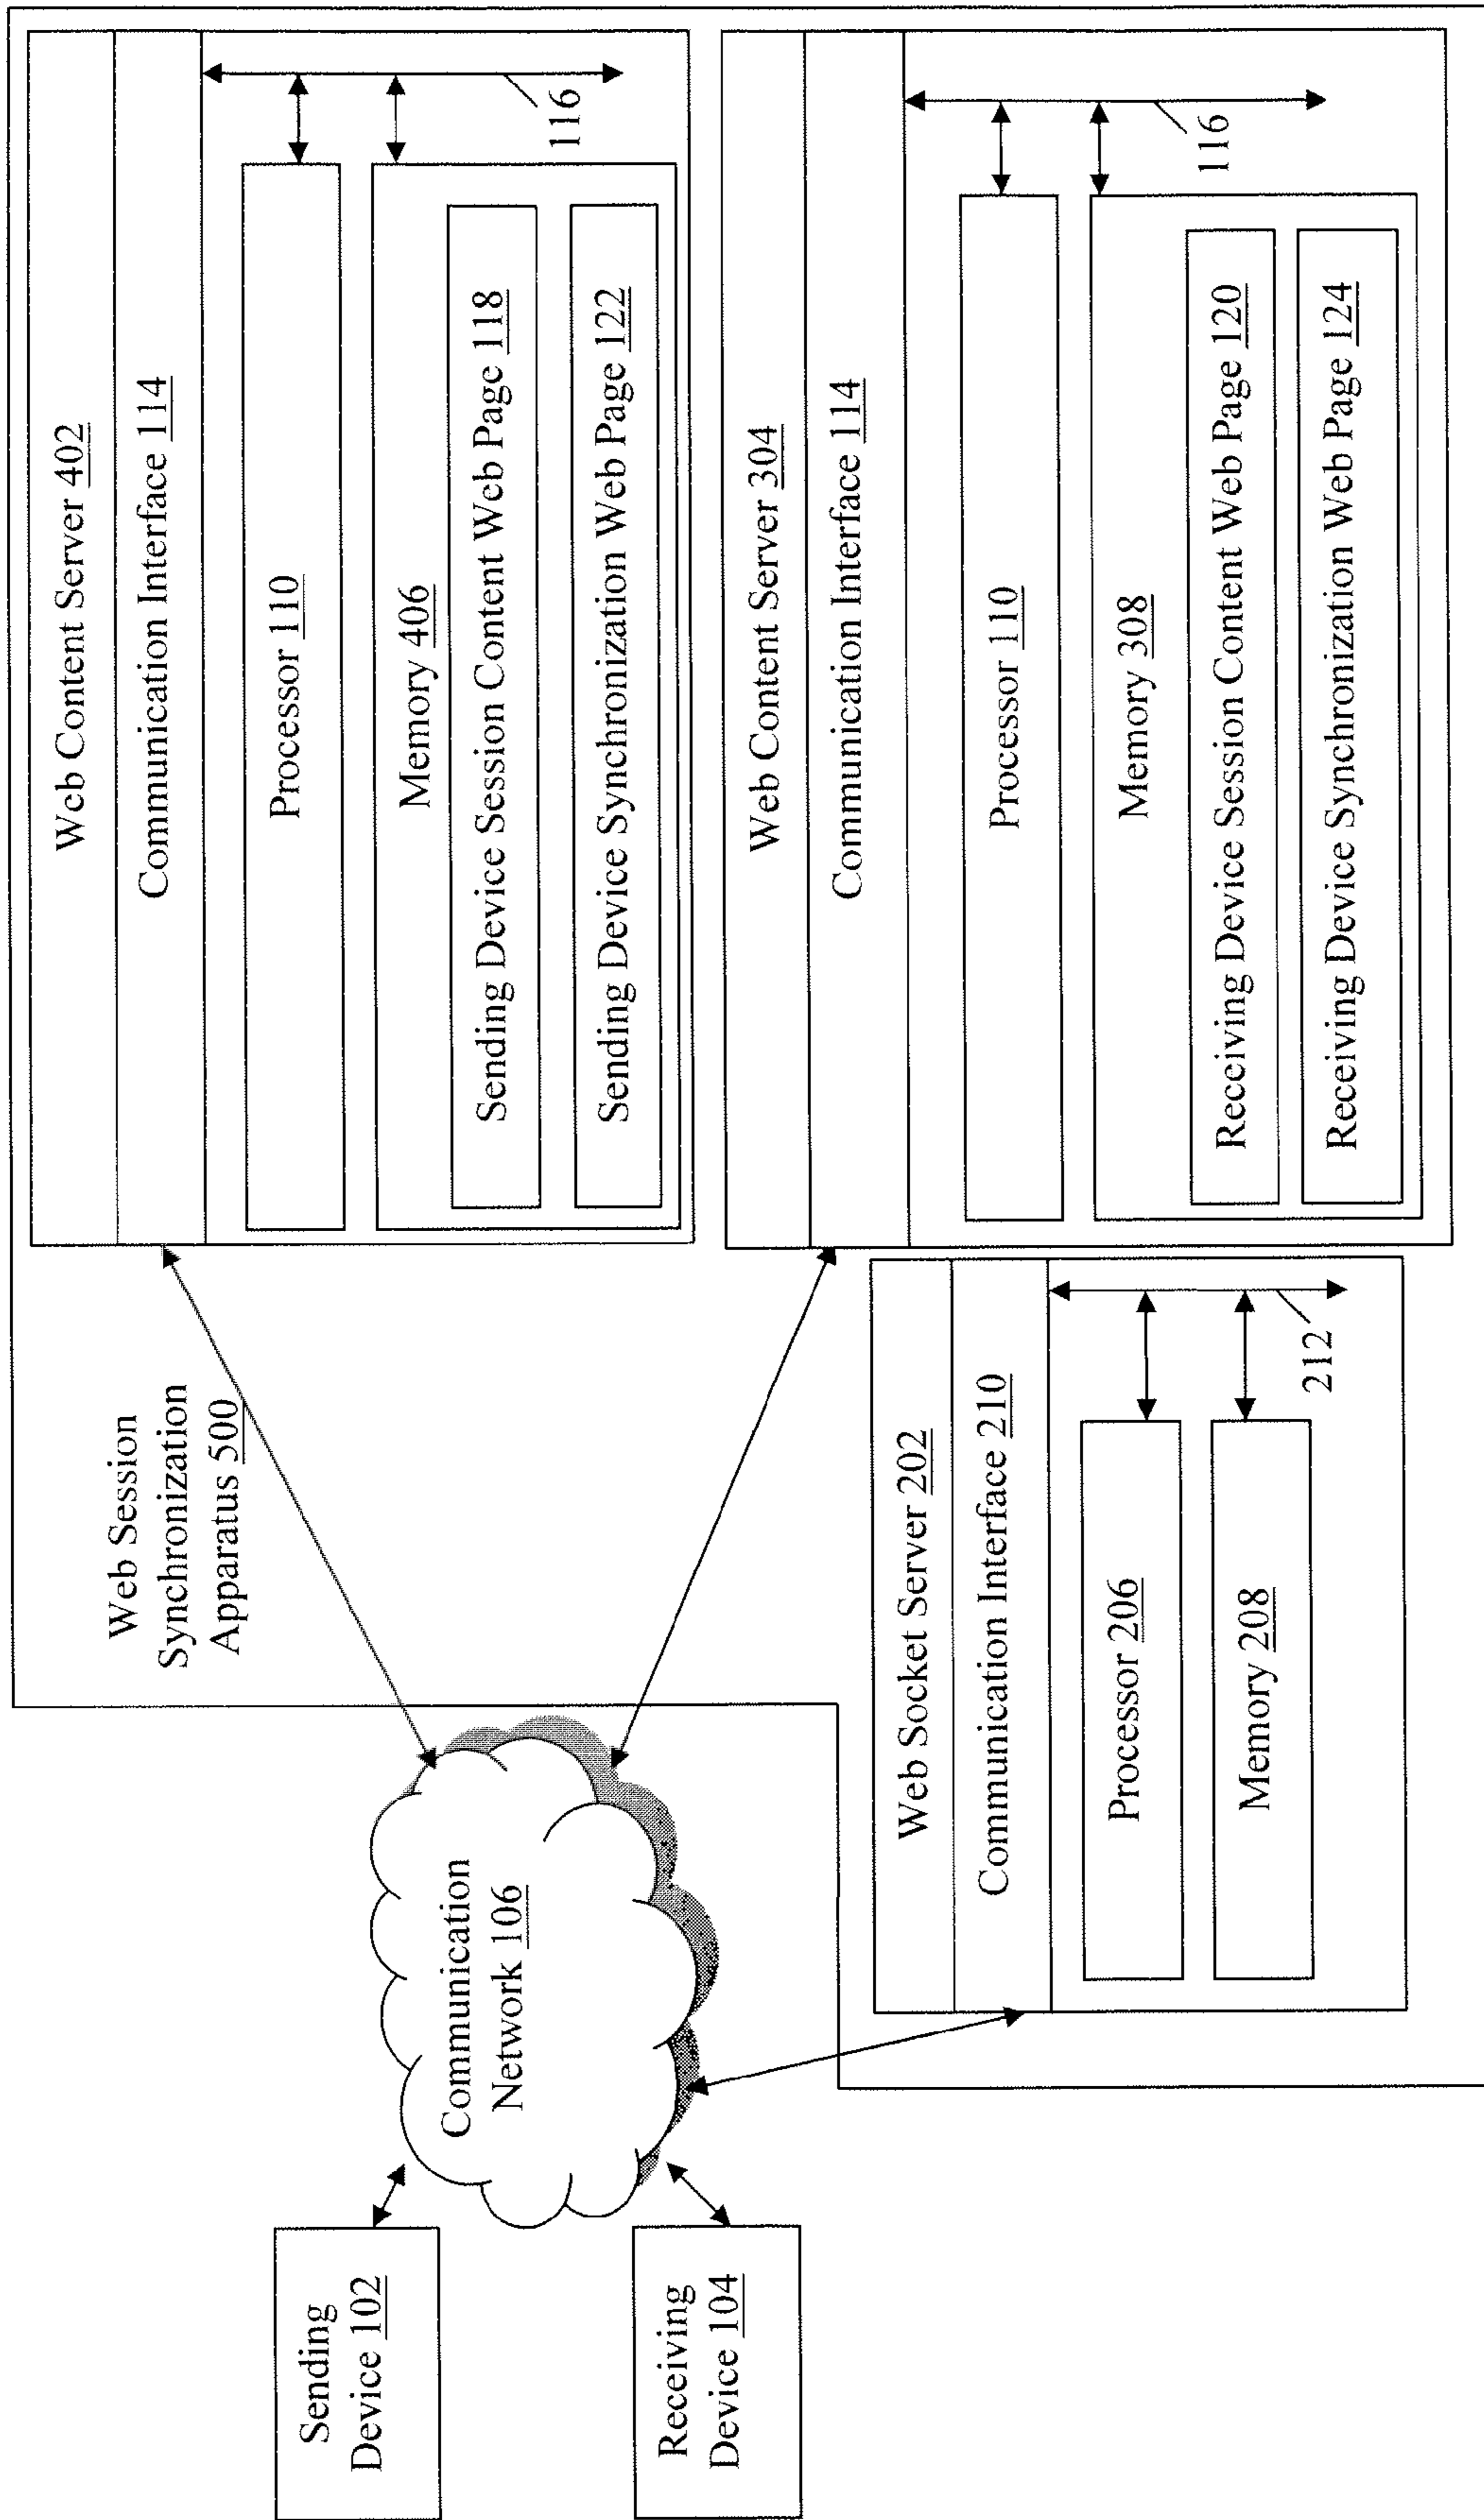 Sending
Device 102
Receiving
Device 104
Communication
Network 106
Web Session
Synchronization
Apparatus 500
Web Content Server 402
Communication Interface 114
Processor 110
Memory 406
Sending Device Session Content Web Page 118
Sending Device Synchronization Web Page 122
116
Web Socket Server 202
Communication Interface 210
Processor 206
Memory 208
212
Web Content Server 304
Communication Interface 114
Processor 110
Memory 308
Receiving Device Session Content Web Page 120
Receiving Device Synchronization Web Page 124
116